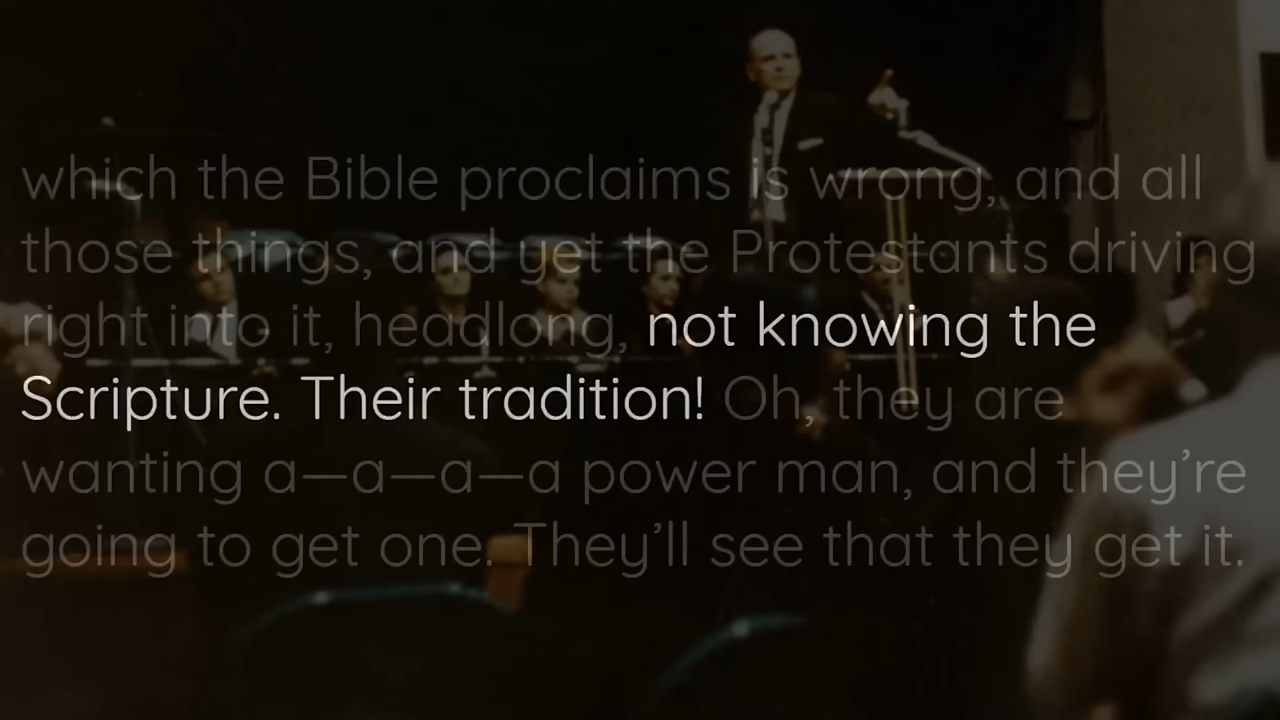 which the Bible proclaims is wrong, and all
those things, and yet the Protestants driving
right into it, headlong, not knowing the
Scripture. Their tradition! Oh, they are
wanting a—a—a—a power man, and they’re
going to get one. They’ll see that they get it.